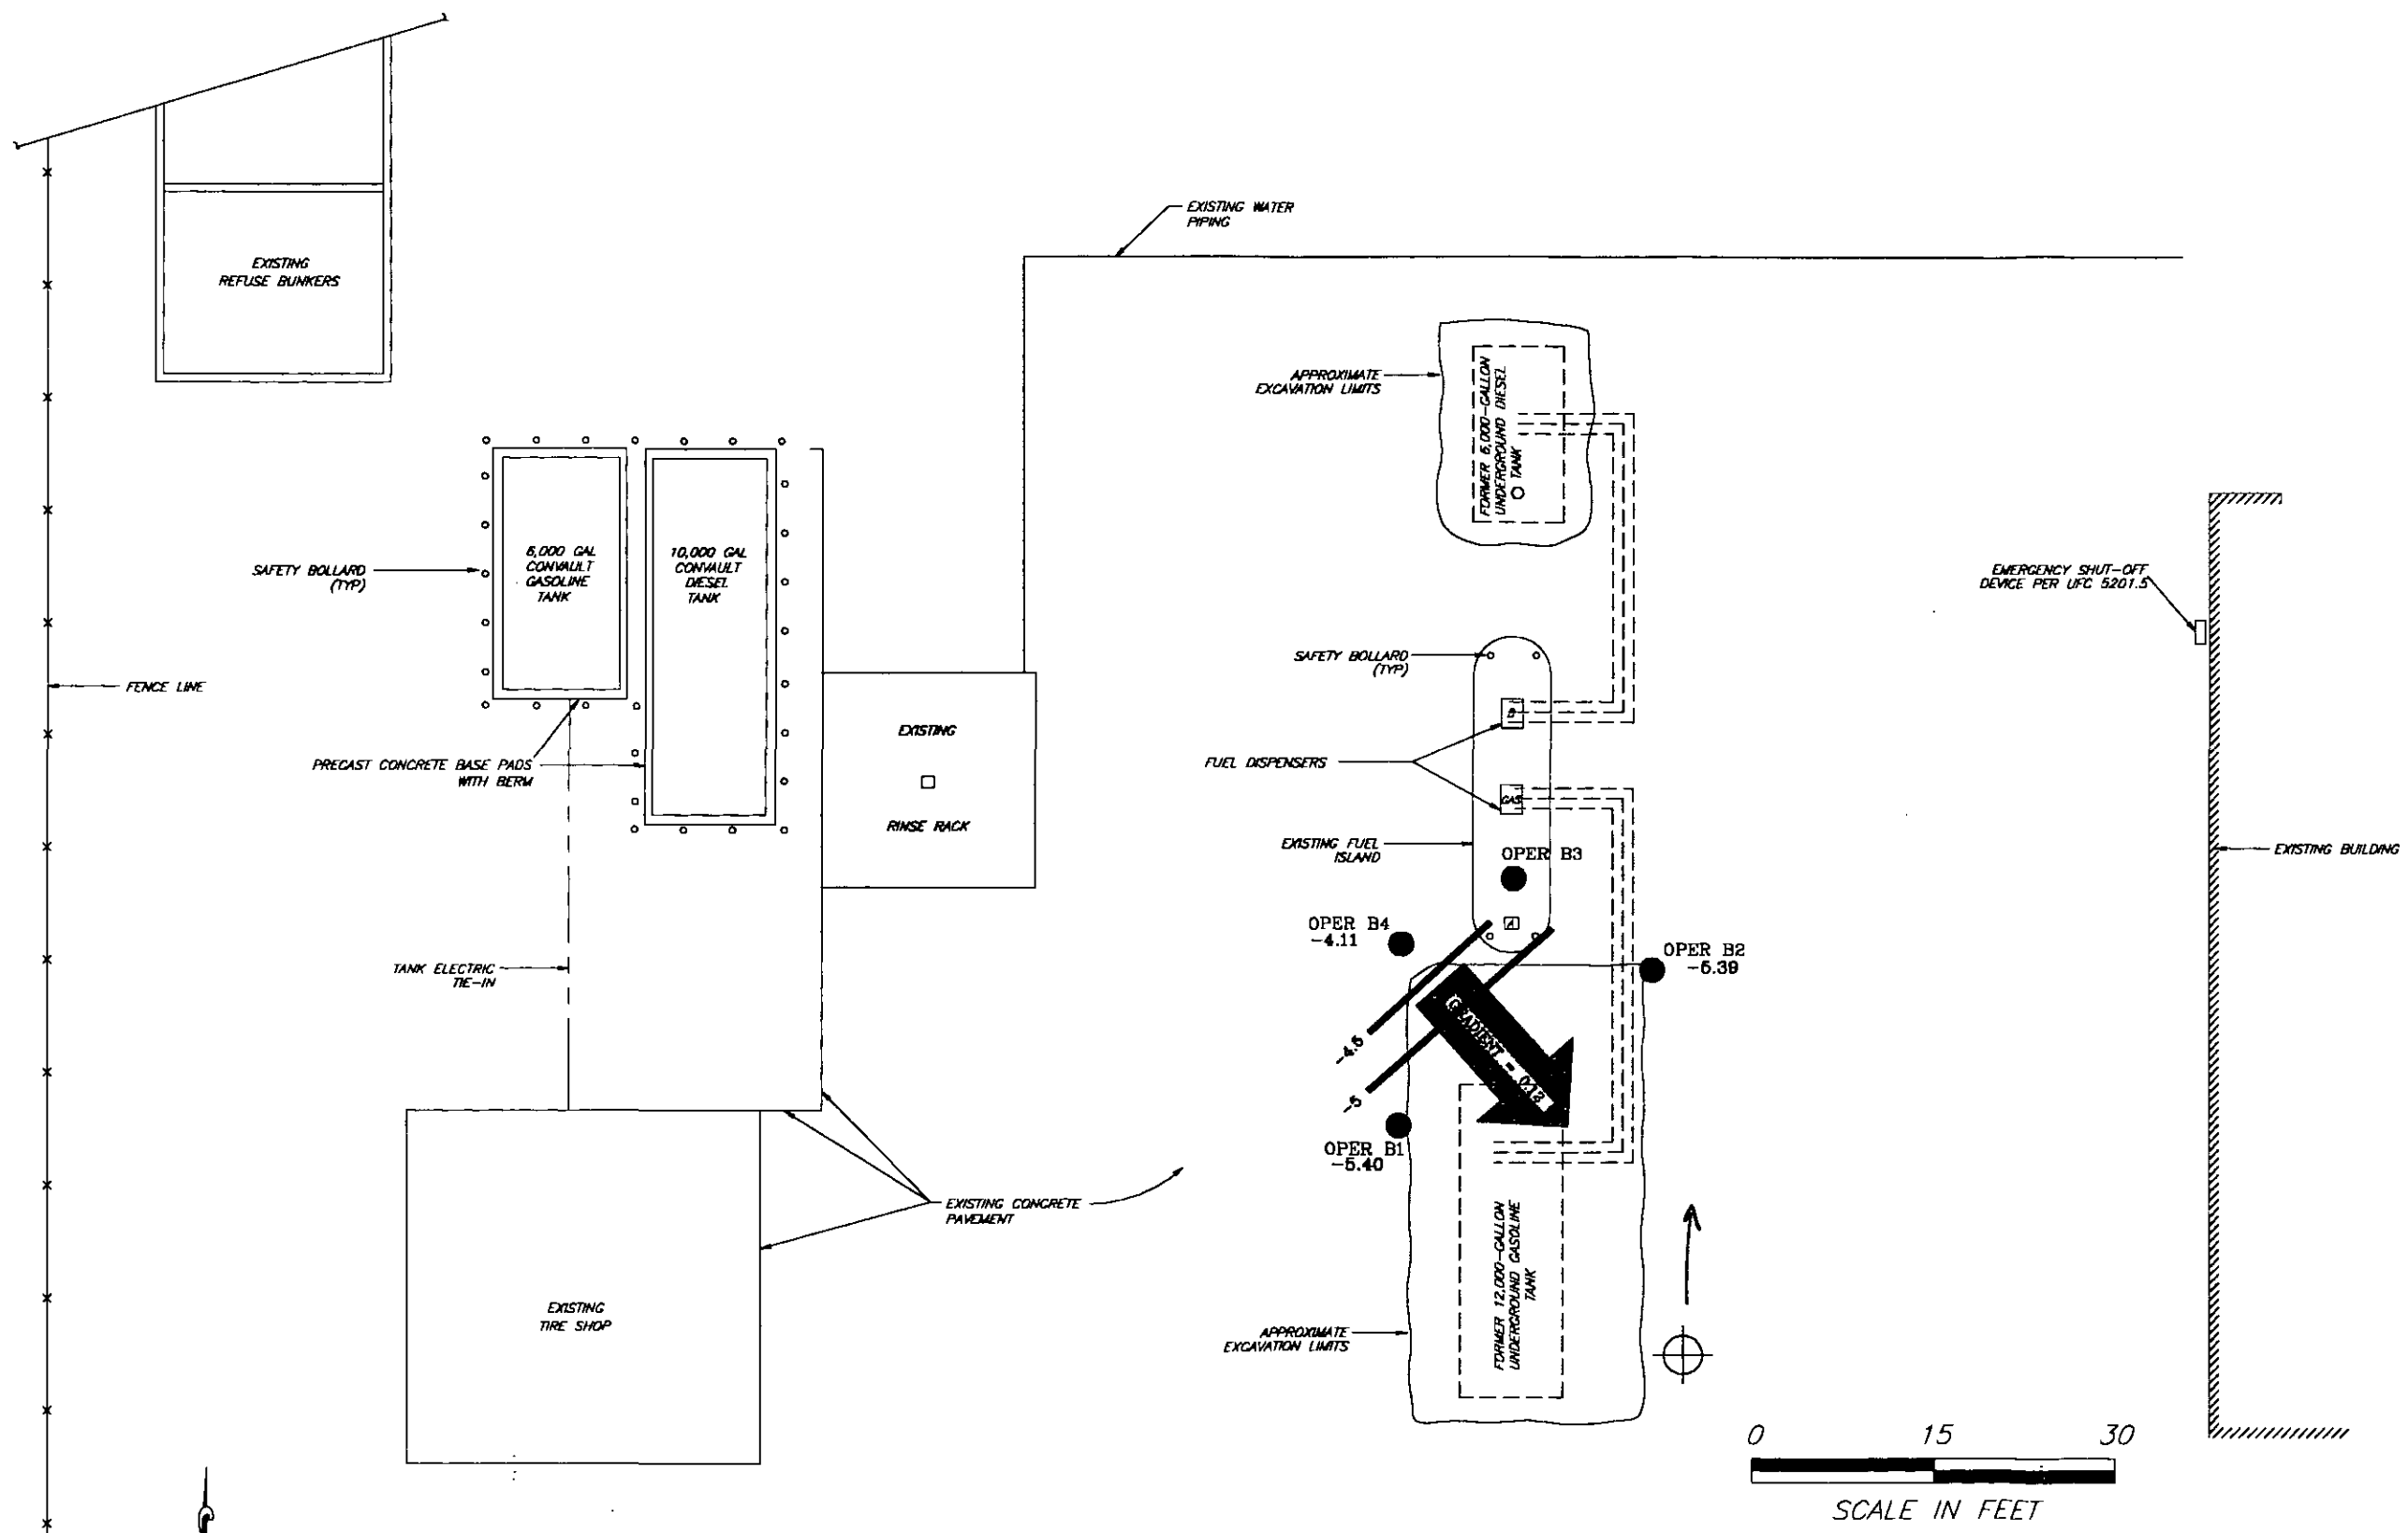 EXISTING WATER
PIPING
EXISTING
REFUSE BUNKERS
APPROXIMATE
EXCAVATION LIMITS
FORMER 6,000-GALLON
UNDERGROUND DIESEL
TANK
SAFETY BOLLARD
(TYP)
6,000 GAL
CONVAULT
GASOLINE
TANK
10,000 GAL
CONVAULT
DIESEL
TANK
EMERGENCY SHUT-OFF
DEVICE PER UFC 5201.5
FENCE LINE
SAFETY BOLLARD
(TYP)
D
EXISTING
RINSE RACK
PRECAST CONCRETE BASE PADS
WITH BERM
FUEL DISPENSERS
GAS
EXISTING FUEL
ISLAND
OPER B3
EXISTING BUILDING
OPER B4
-4.11
A
OPER B2
-5.39
TANK ELECTRIC
TIE-IN
-4.5
-5
GRADIENT = 0.13
OPER B1
-5.40
EXISTING CONCRETE
PAVEMENT
FORMER 12,000-GALLON
UNDERGROUND GASOLINE
TANK
EXISTING
TIRE SHOP
APPROXIMATE
EXCAVATION LIMITS
0 15 30
SCALE IN FEET